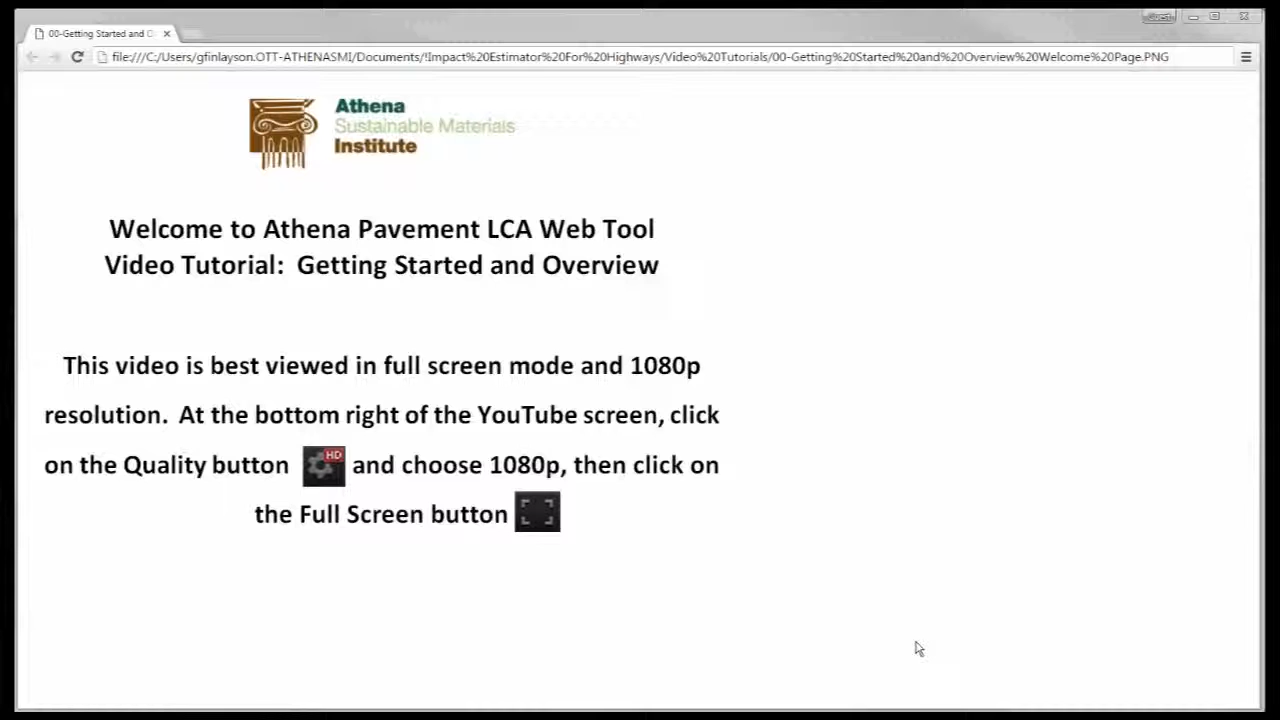 00-Getting Started and O
file:///C:/Users/gfinlayson.OTT-ATHENASMI/Documents/!Impact%20Estimator%20For%20Highways/Video%20Tutorials/00-Getting%20Started%20and%20Overview%20Welcome%20Page.PNG
Athena
Sustainable Materials
Institute
Welcome to Athena Pavement LCA Web Tool
Video Tutorial: Getting Started and Overview
This video is best viewed in full screen mode and 1080p
resolution. At the bottom right of the YouTube screen, click
on the Quality button HD and choose 1080p, then click on
the Full Screen button